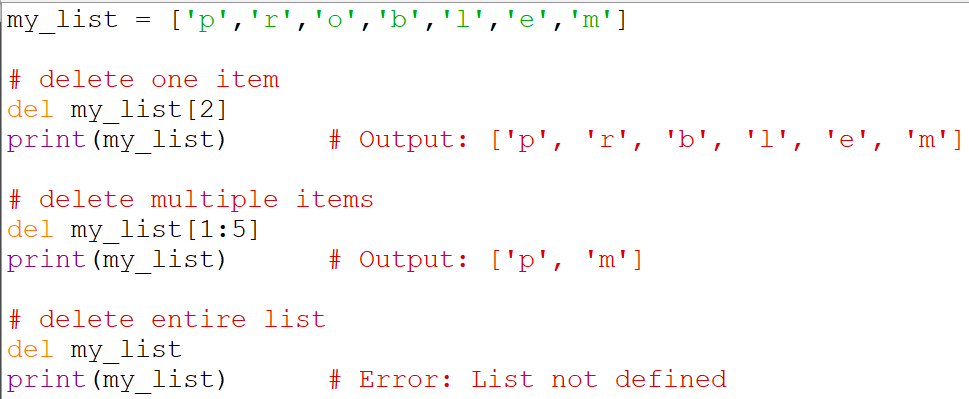 my_list = ['p','r','o','b','l','e','m']
# delete one item
del my_list[2]
print(my_list)      # Output: ['p', 'r', 'b', 'l', 'e', 'm']
# delete multiple items
del my_list[1:5]
print(my_list)      # Output: ['p', 'm']
# delete entire list
del my_list
print(my_list)      # Error: List not defined